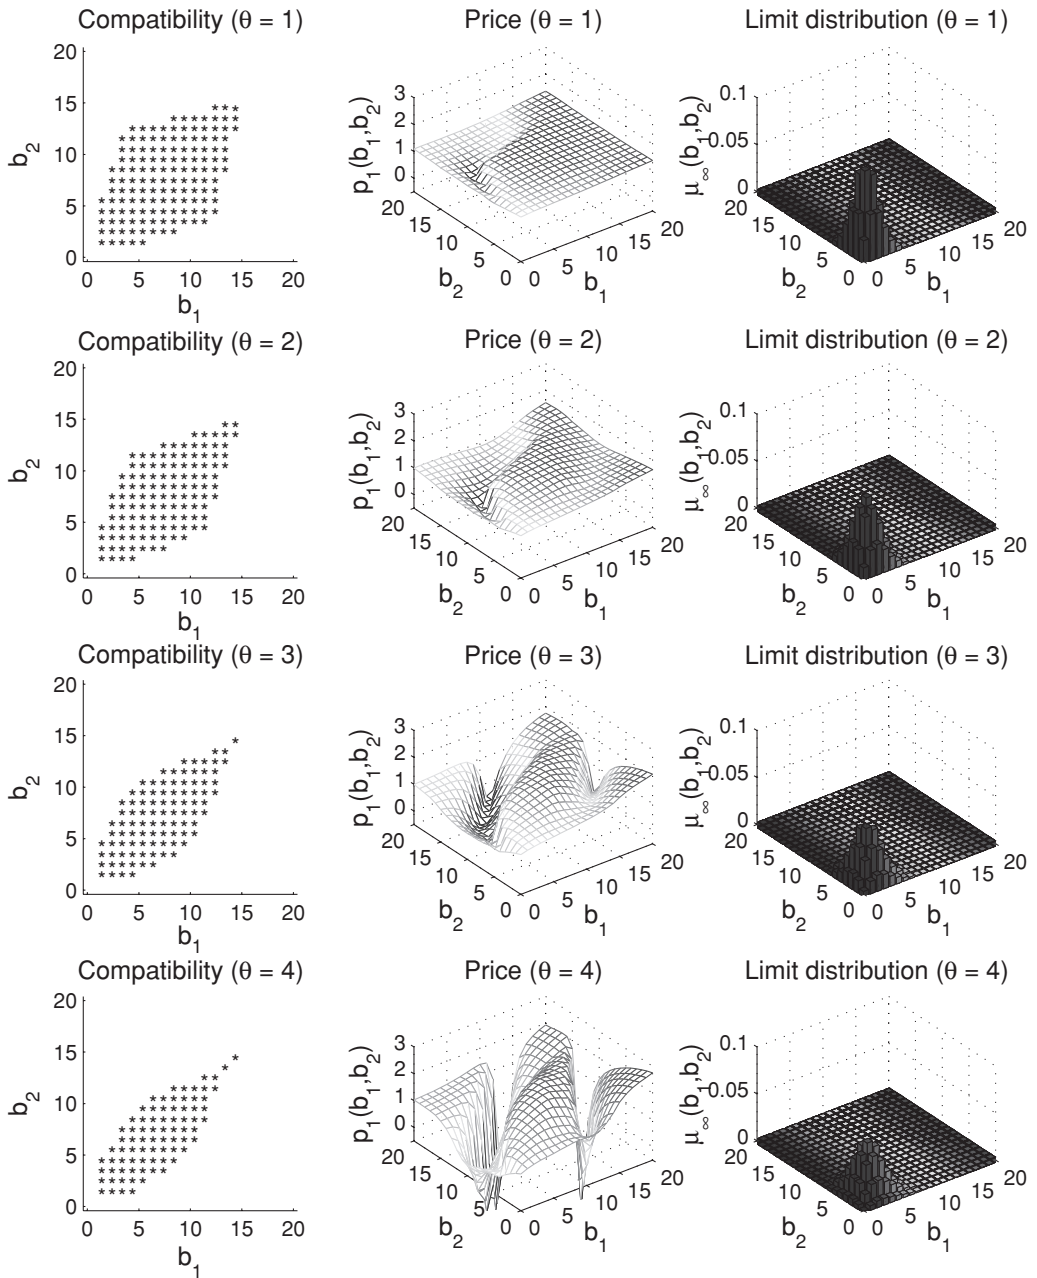 Compatibility (θ = 1) Price (θ = 1) Limit distribution (θ = 1)
20
15
10
5
0
b2
0 5 10 15 20
b1
3
2
1
0
p1(b1,b2)
20
15
10
5
0
b2
0 5 10 15 20
b1
0.1
0.05
0
μ∞(b1,b2)
20
15
10
5
0
b2
0 5 10 15 20
b1
Compatibility (θ = 2) Price (θ = 2) Limit distribution (θ = 2)
20
15
10
5
0
b2
0 5 10 15 20
b1
3
2
1
0
p1(b1,b2)
20
15
10
5
0
b2
0 5 10 15 20
b1
0.1
0.05
0
μ∞(b1,b2)
20
15
10
5
0
b2
0 5 10 15 20
b1
Compatibility (θ = 3) Price (θ = 3) Limit distribution (θ = 3)
20
15
10
5
0
b2
0 5 10 15 20
b1
3
2
1
0
p1(b1,b2)
20
15
10
5
0
b2
0 5 10 15 20
b1
0.1
0.05
0
μ∞(b1,b2)
20
15
10
5
0
b2
0 5 10 15 20
b1
Compatibility (θ = 4) Price (θ = 4) Limit distribution (θ = 4)
20
15
10
5
0
b2
0 5 10 15 20
b1
3
2
1
0
p1(b1,b2)
20
15
10
5
0
b2
0 5 10 15 20
b1
0.1
0.05
0
μ∞(b1,b2)
20
15
10
5
0
b2
0 5 10 15 20
b1